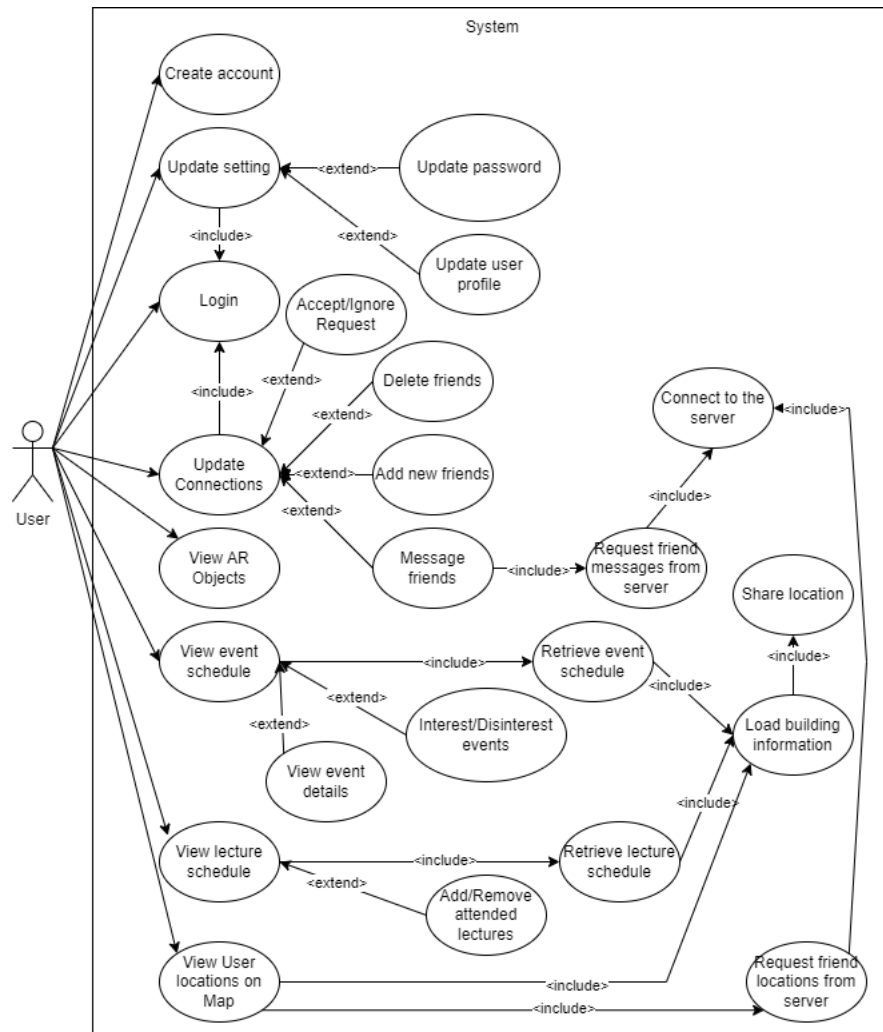 System
Create account
Update setting
<extend>
Update password
<include>
<extend>
Update user
profile
Login
Accept/Ignore
Request
<include>
<extend>
Delete friends
<extend>
Connect to the
server
<include>
User
Update
Connections
<extend>
Add new friends
<include>
<extend>
View AR
Objects
Message
friends
<include>
Request friend
messages from
server
Share location
View event
schedule
<include>
Retrieve event
schedule
<include>
<include>
<extend>
<extend>
Interest/Disinterest
events
Load building
information
View event
details
<include>
View lecture
schedule
<include>
Retrieve lecture
schedule
<extend>
Add/Remove
attended
lectures
View User
locations on
Map
<include>
<include>
Request friend
locations from
server